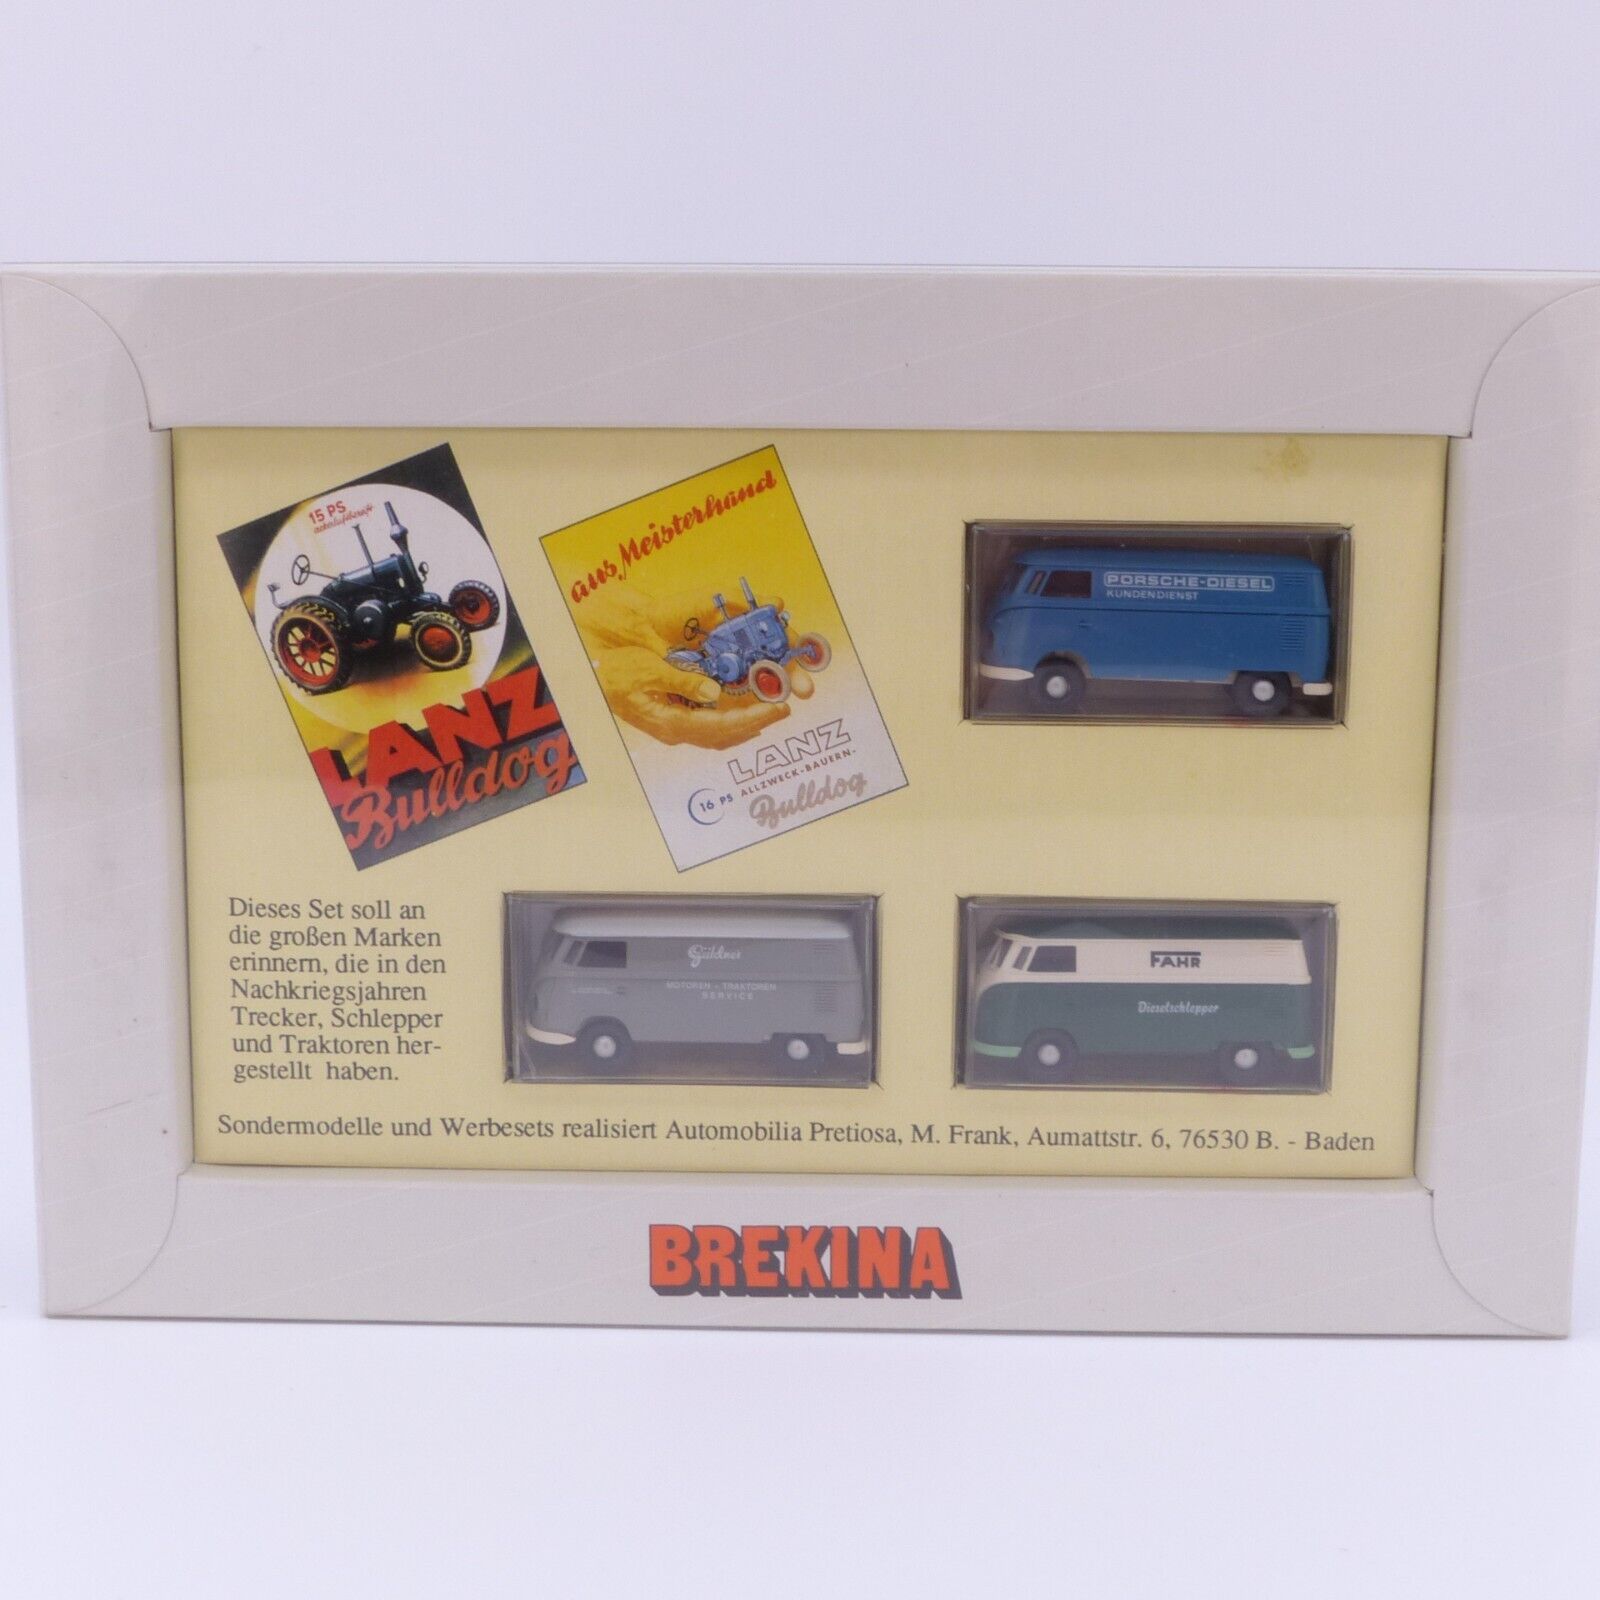 15 PS
LANZ
Bulldog
aus Meisterhand
LANZ
ALLZWECK-BAUERN-
16 PS
Bulldog
PORSCHE-DIESEL
KUNDENDIENST
Dieses Set soll an
die großen Marken
erinnern, die in den
Nachkriegsjahren
Trecker, Schlepper
und Traktoren her-
gestellt haben.
Güldner
MOTOREN - TRAKTOREN
SERVICE
FAHR
Dieselschlepper
Sondermodelle und Werbesets realisiert Automobilia Pretiosa, M. Frank, Aumattstr. 6, 76530 B. - Baden
BREKINA